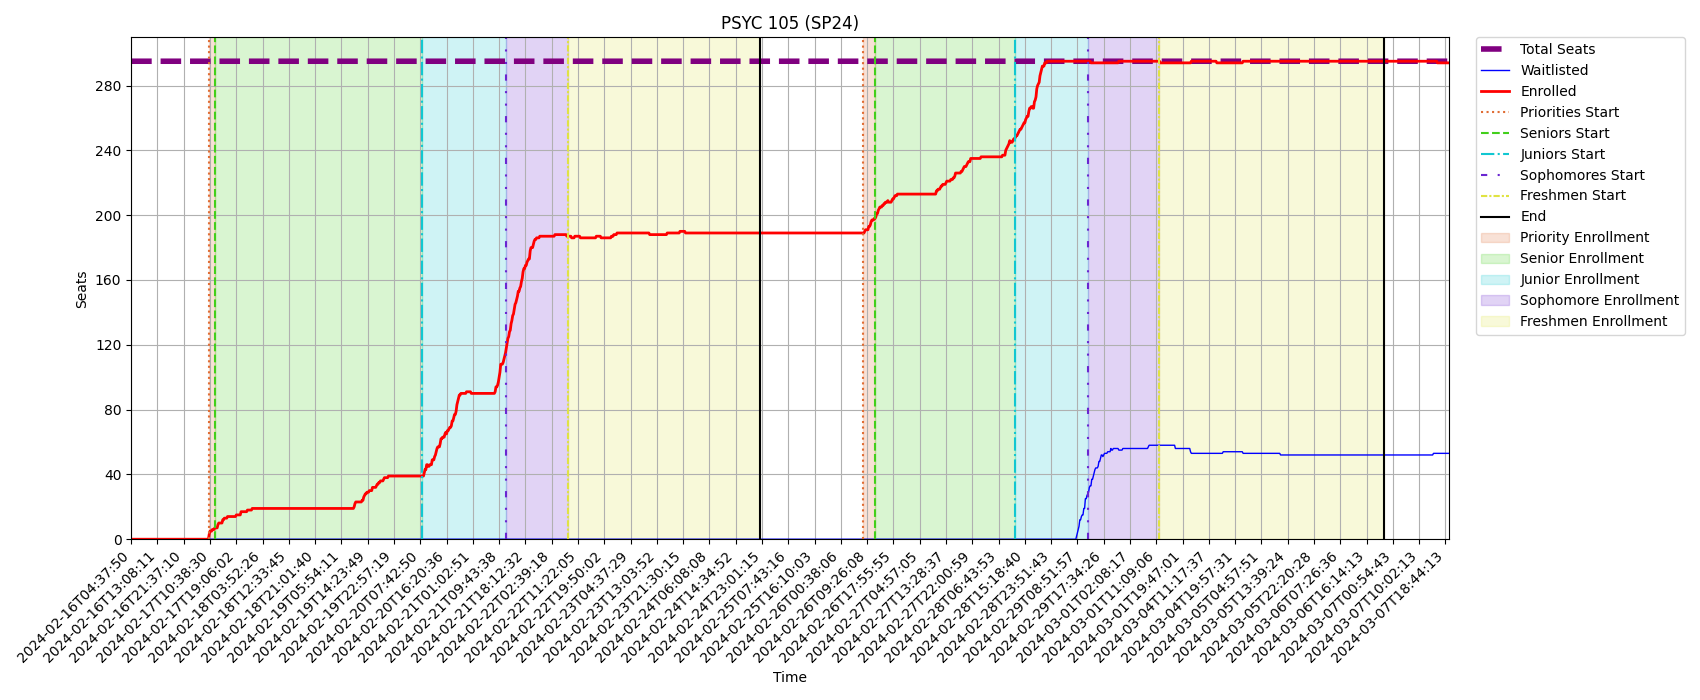 PSYC 105 (SP24)
Total Seats
Waitlisted
Enrolled
Priorities Start
Seniors Start
Juniors Start
Sophomores Start
Freshmen Start
End
Priority Enrollment
Senior Enrollment
Junior Enrollment
Sophomore Enrollment
Freshmen Enrollment
Seats
280
240
200
160
120
80
40
0
2024-02-16T04:37:50
2024-02-16T13:08:11
2024-02-16T21:37:10
2024-02-17T10:38:30
2024-02-17T19:06:02
2024-02-18T03:52:26
2024-02-18T12:33:45
2024-02-18T21:01:40
2024-02-19T05:54:11
2024-02-19T14:23:49
2024-02-19T22:57:19
2024-02-20T07:42:50
2024-02-20T16:20:36
2024-02-21T01:02:51
2024-02-21T09:43:38
2024-02-21T18:12:32
2024-02-22T02:39:18
2024-02-22T11:22:05
2024-02-22T19:50:02
2024-02-23T04:37:29
2024-02-23T13:03:52
2024-02-23T21:30:15
2024-02-24T06:08:08
2024-02-24T14:34:52
2024-02-24T23:01:15
2024-02-25T07:43:16
2024-02-25T16:10:03
2024-02-26T00:38:06
2024-02-26T09:26:08
2024-02-26T17:55:55
2024-02-27T04:57:05
2024-02-27T13:28:37
2024-02-27T22:00:59
2024-02-28T06:43:53
2024-02-28T15:18:40
2024-02-28T23:51:43
2024-02-29T08:51:57
2024-02-29T17:34:26
2024-03-01T02:08:17
2024-03-01T11:09:06
2024-03-01T19:47:01
2024-03-04T11:17:37
2024-03-04T19:57:31
2024-03-05T04:57:51
2024-03-05T13:39:24
2024-03-05T22:20:28
2024-03-06T07:26:36
2024-03-06T16:14:13
2024-03-07T00:54:43
2024-03-07T10:02:13
2024-03-07T18:44:13
Time